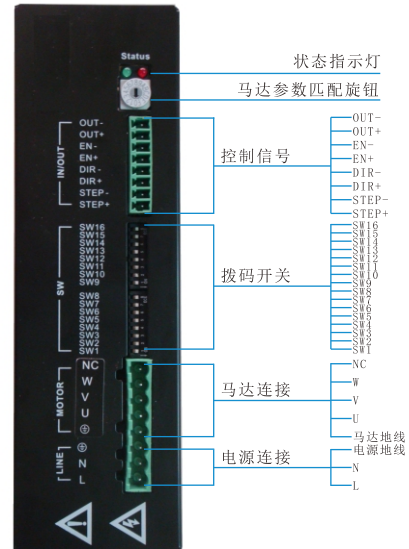 Status
状态指示灯
马达参数匹配旋钮
IN/OUT
OUT-
OUT+
EN-
EN+
DIR-
DIR+
STEP-
STEP+
控制信号
OUT-
OUT+
EN-
EN+
DIR-
DIR+
STEP-
STEP+
SW
SW16
SW15
SW14
SW13
SW12
SW11
SW10
SW9
SW8
SW7
SW6
SW5
SW4
SW3
SW2
SW1
拨码开关
SW16
SW15
SW14
SW13
SW12
SW11
SW10
SW9
SW8
SW7
SW6
SW5
SW4
SW3
SW2
SW1
MOTOR
NC
W
V
U
马达连接
NC
W
V
U
马达地线
LINE
N
L
电源连接
电源地线
N
L